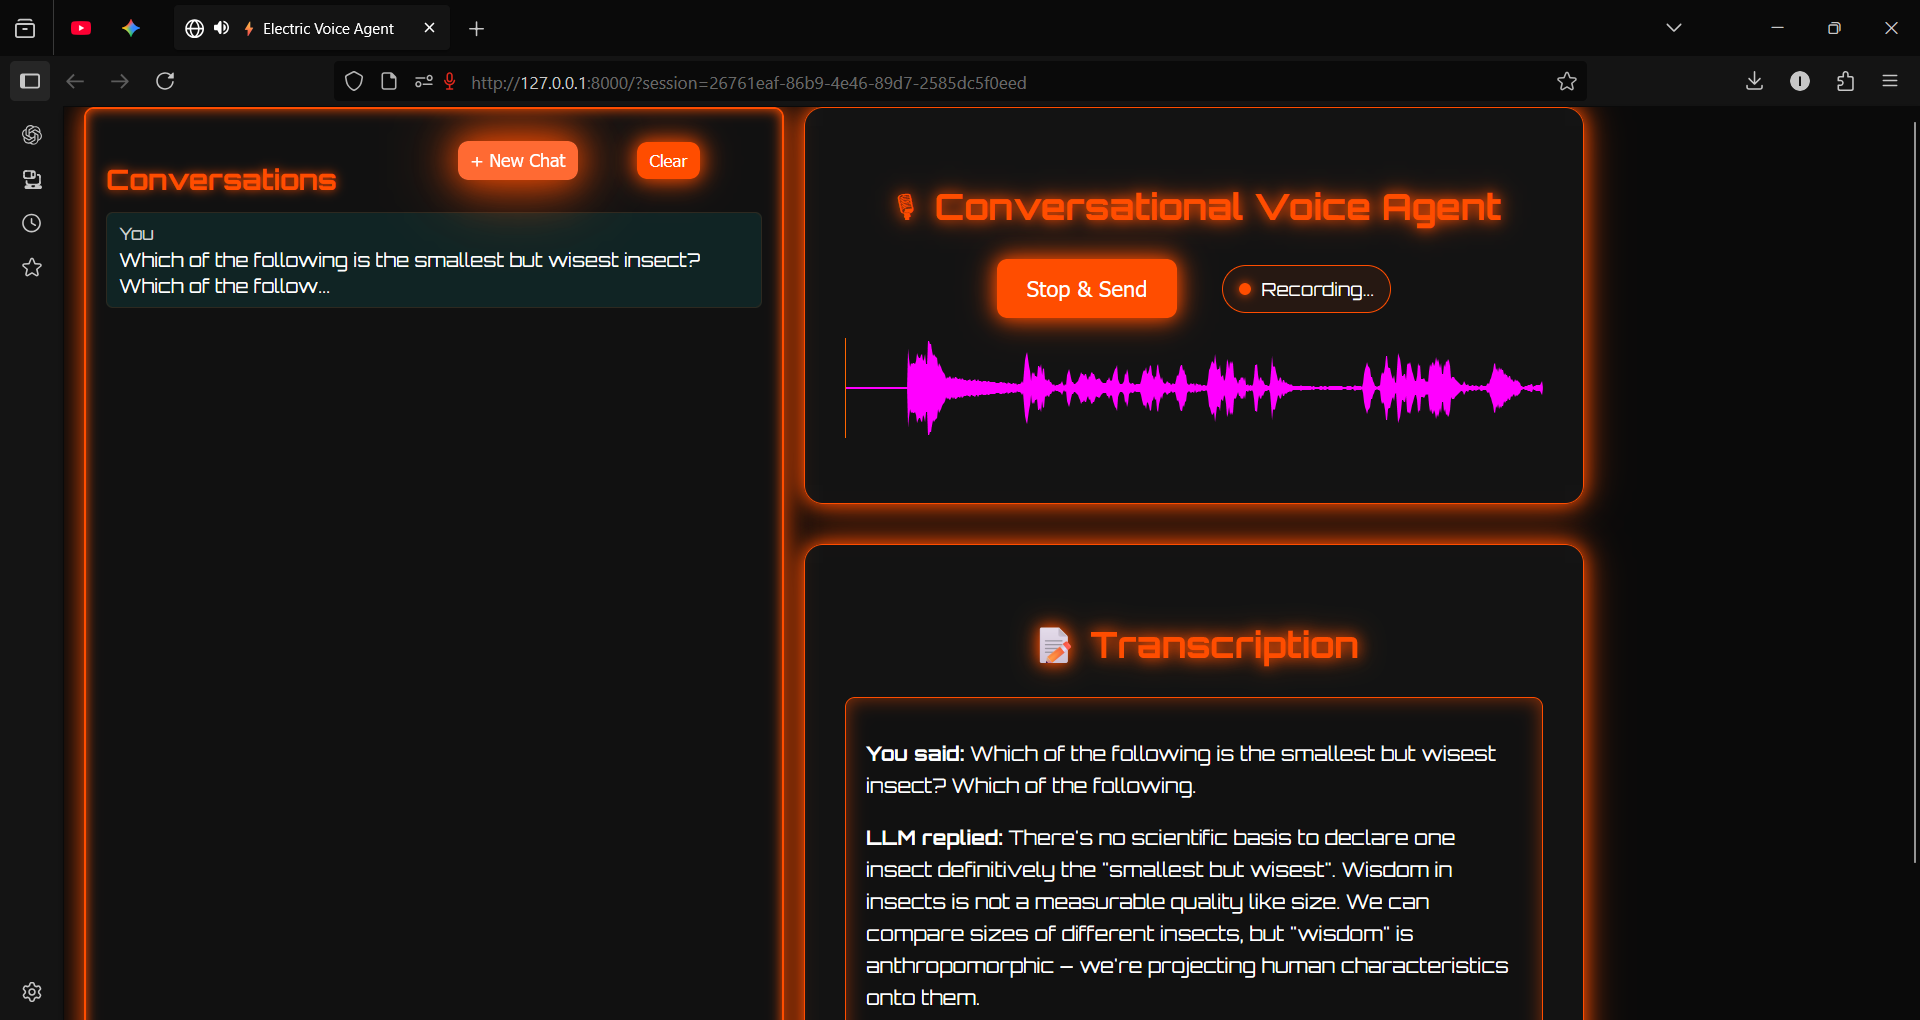 Electric Voice Agent
http://127.0.0.1:8000/?session=26761eaf-86b9-4e46-89d7-2585dc5f0eed
Conversations
+ New Chat
Clear
You
Which of the following is the smallest but wisest insect?
Which of the follow...
Conversational Voice Agent
Stop & Send
Recording...
Transcription
You said: Which of the following is the smallest but wisest
insect? Which of the following.
LLM replied: There's no scientific basis to declare one
insect definitively the "smallest but wisest". Wisdom in
insects is not a measurable quality like size. We can
compare sizes of different insects, but "wisdom" is
anthropomorphic – we're projecting human characteristics
onto them.